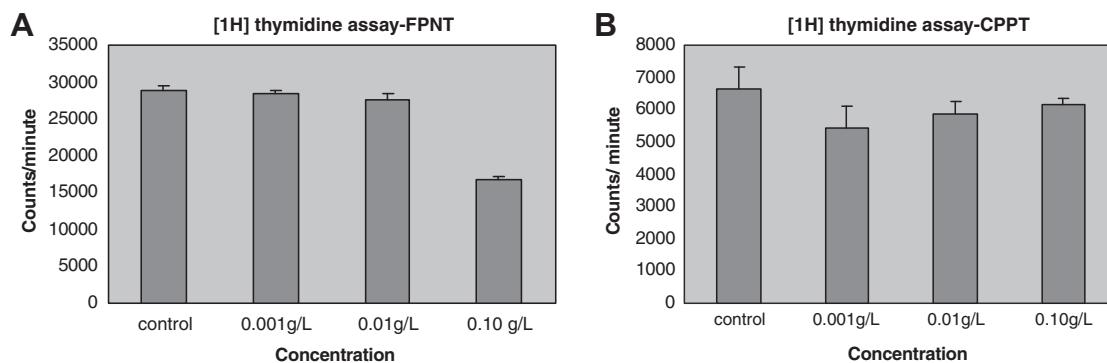 A
[1H] thymidine assay-FPNT
Counts/minute
35000
30000
25000
20000
15000
10000
5000
0
control 0.001g/L 0.01g/L 0.10 g/L
Concentration
B
[1H] thymidine assay-CPPT
Counts/ minute
8000
7000
6000
5000
4000
3000
2000
1000
0
control 0.001g/L 0.01g/L 0.10g/L
Concentration